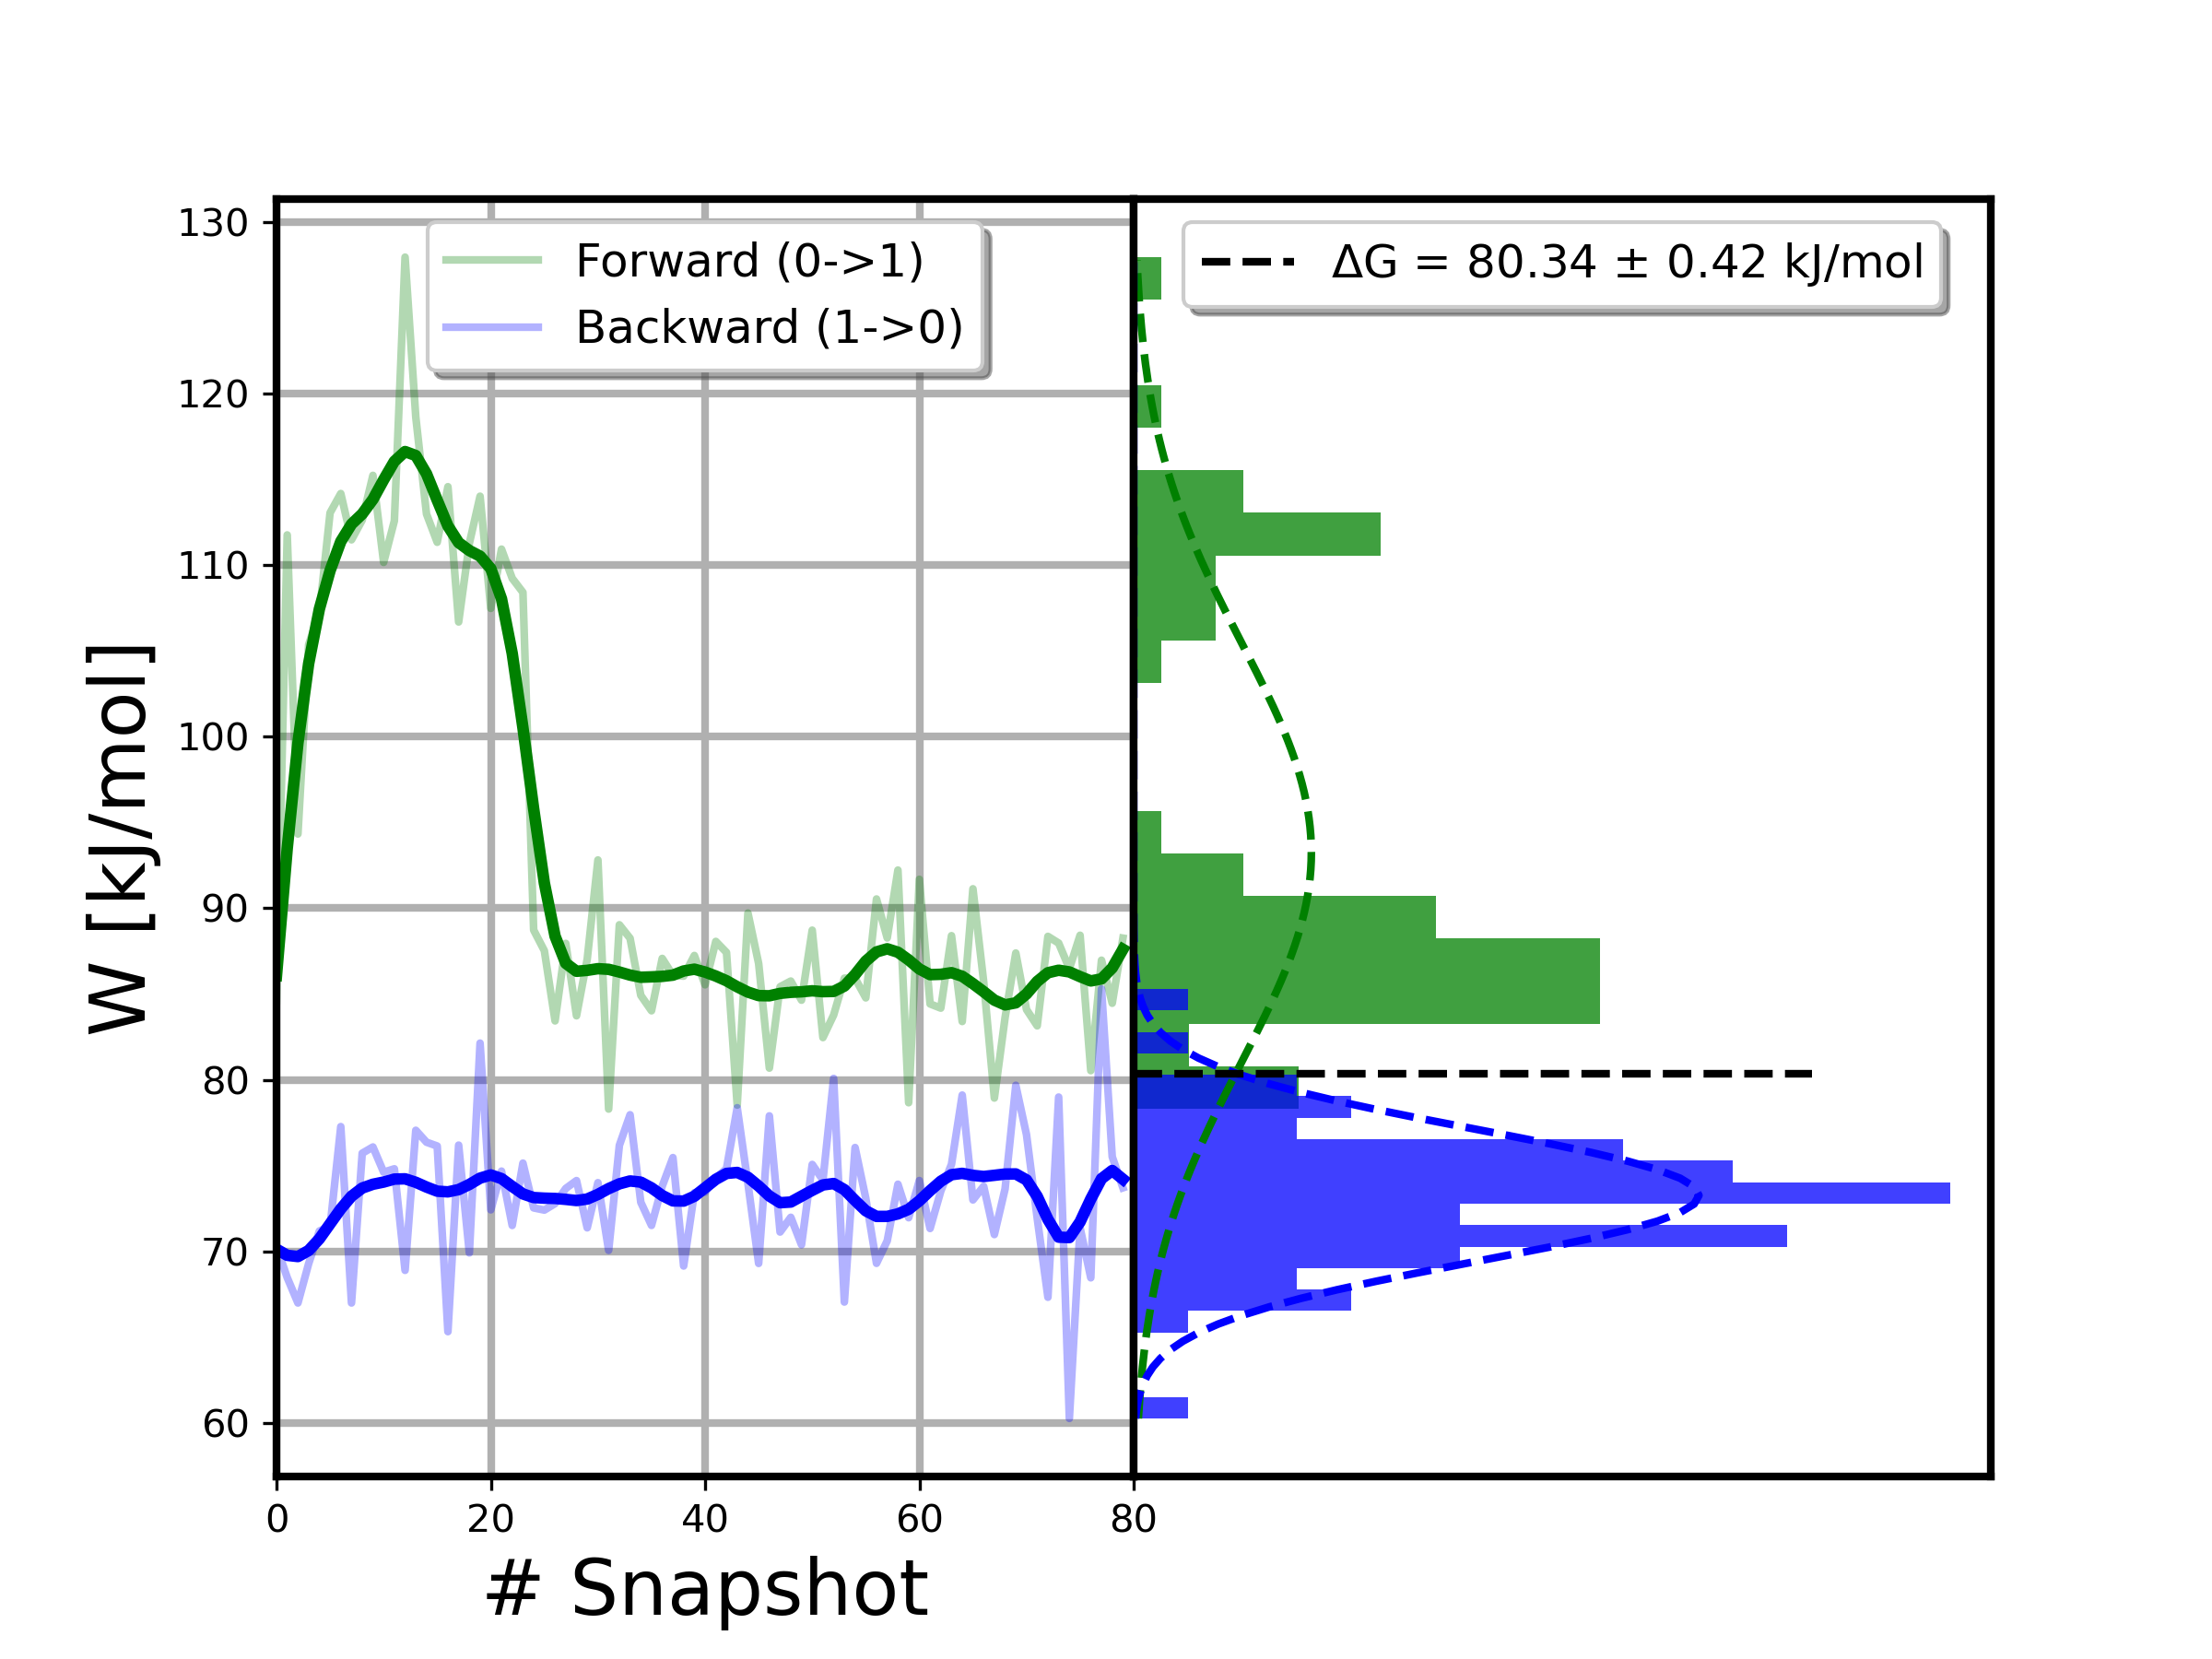 130
120
110
100
90
80
70
60
W [kJ/mol]
Forward (0->1)
Backward (1->0)
ΔG = 80.34 ± 0.42 kJ/mol
0 20 40 60 80
# Snapshot